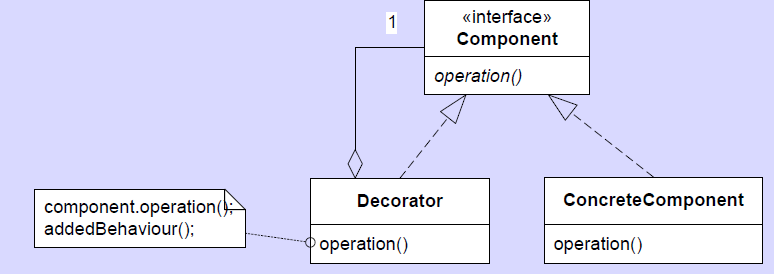 1
«interface»
Component
operation()
Decorator
ConcreteComponent
component.operation();
addedBehaviour();
operation()
operation()